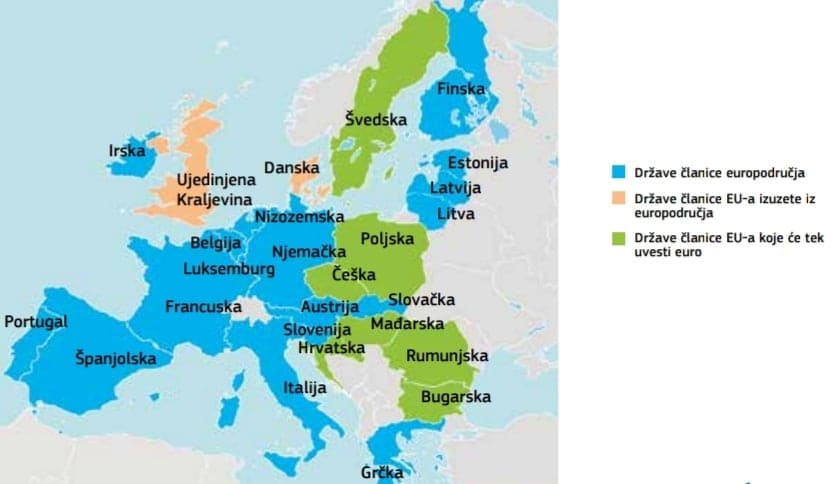 Finska
Švedska
Irska
Estonija
Danska
Ujedinjena
Kraljevina
Latvija
Litva
Nizozemska
Belgija
Poljska
Njemačka
Luksemburg
Češka
Slovačka
Francuska
Austrija
Portugal
Slovenija
Mađarska
Hrvatska
Španjolska
Rumunjska
Italija
Bugarska
Grčka
Države članice europodručja
Države članice EU-a izuzete iz
europodručja
Države članice EU-a koje će tek
uvesti euro